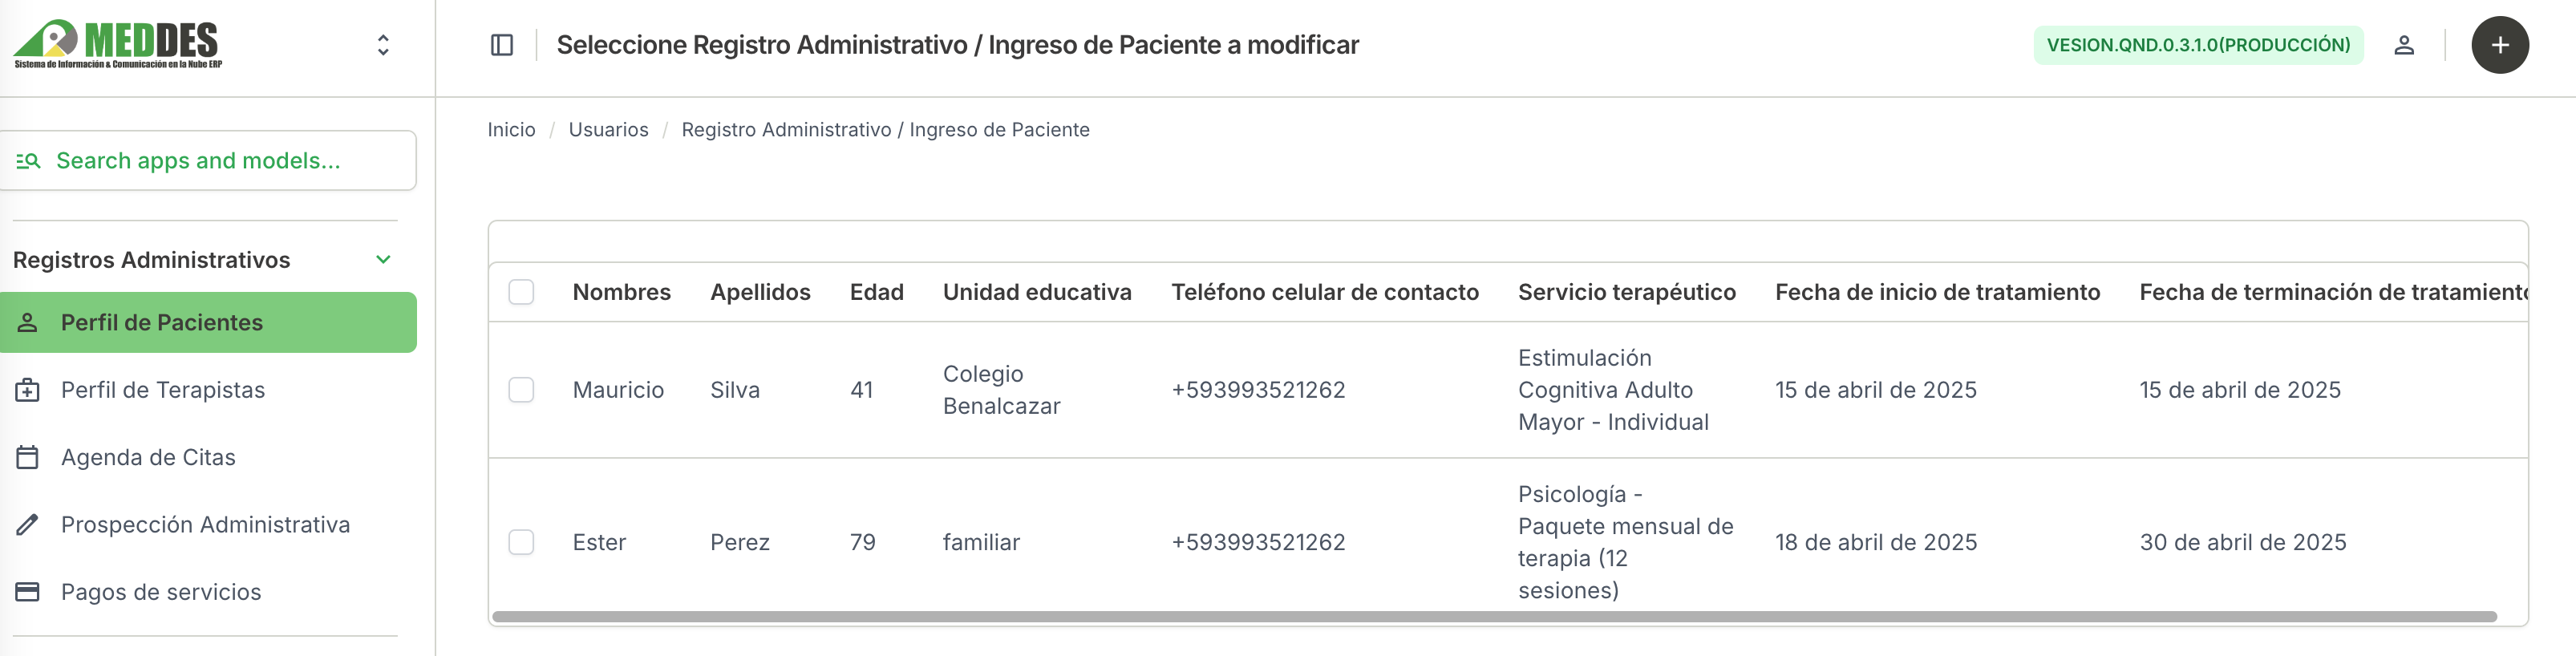 MEDDES
Sistema de Información & Comunicación en la Nube ERP
Seleccione Registro Administrativo / Ingreso de Paciente a modificar
VESION.QND.0.3.1.0(PRODUCCIÓN)
Inicio / Usuarios / Registro Administrativo / Ingreso de Paciente
Search apps and models...
Registros Administrativos
Perfil de Pacientes
Perfil de Terapistas
Agenda de Citas
Prospección Administrativa
Pagos de servicios
Nombres Apellidos Edad Unidad educativa Teléfono celular de contacto Servicio terapéutico Fecha de inicio de tratamiento Fecha de terminación de tratamiento
Mauricio Silva 41 Colegio
Benalcazar +593993521262 Estimulación
Cognitiva Adulto
Mayor - Individual 15 de abril de 2025 15 de abril de 2025
Ester Perez 79 familiar +593993521262 Psicología -
Paquete mensual de
terapia (12
sesiones) 18 de abril de 2025 30 de abril de 2025